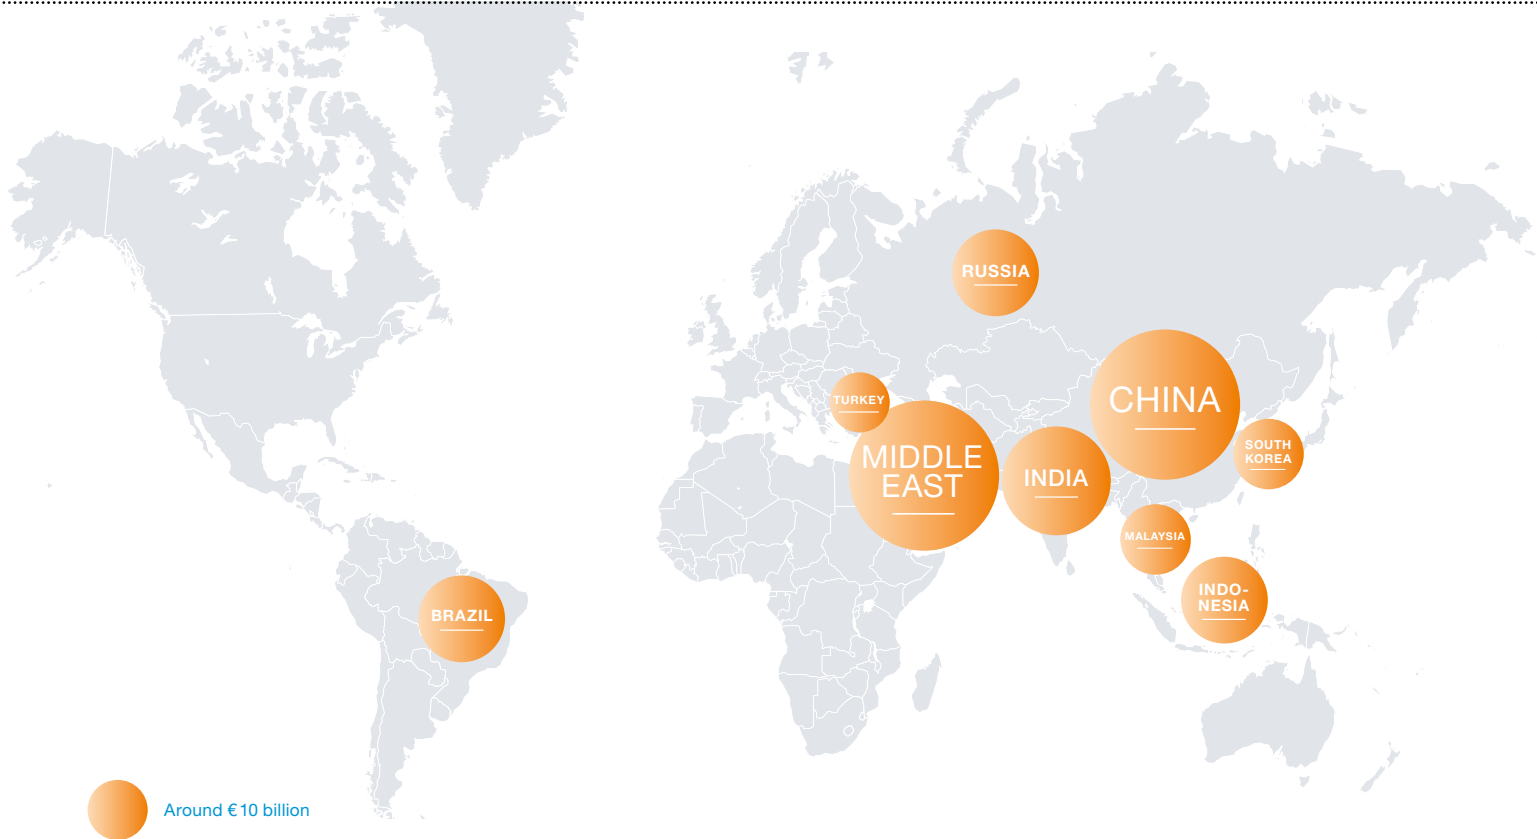 RUSSIA
CHINA
TURKEY
MIDDLE
EAST
INDIA
SOUTH
KOREA
MALAYSIA
INDO-
NESIA
BRAZIL
Around €10 billion